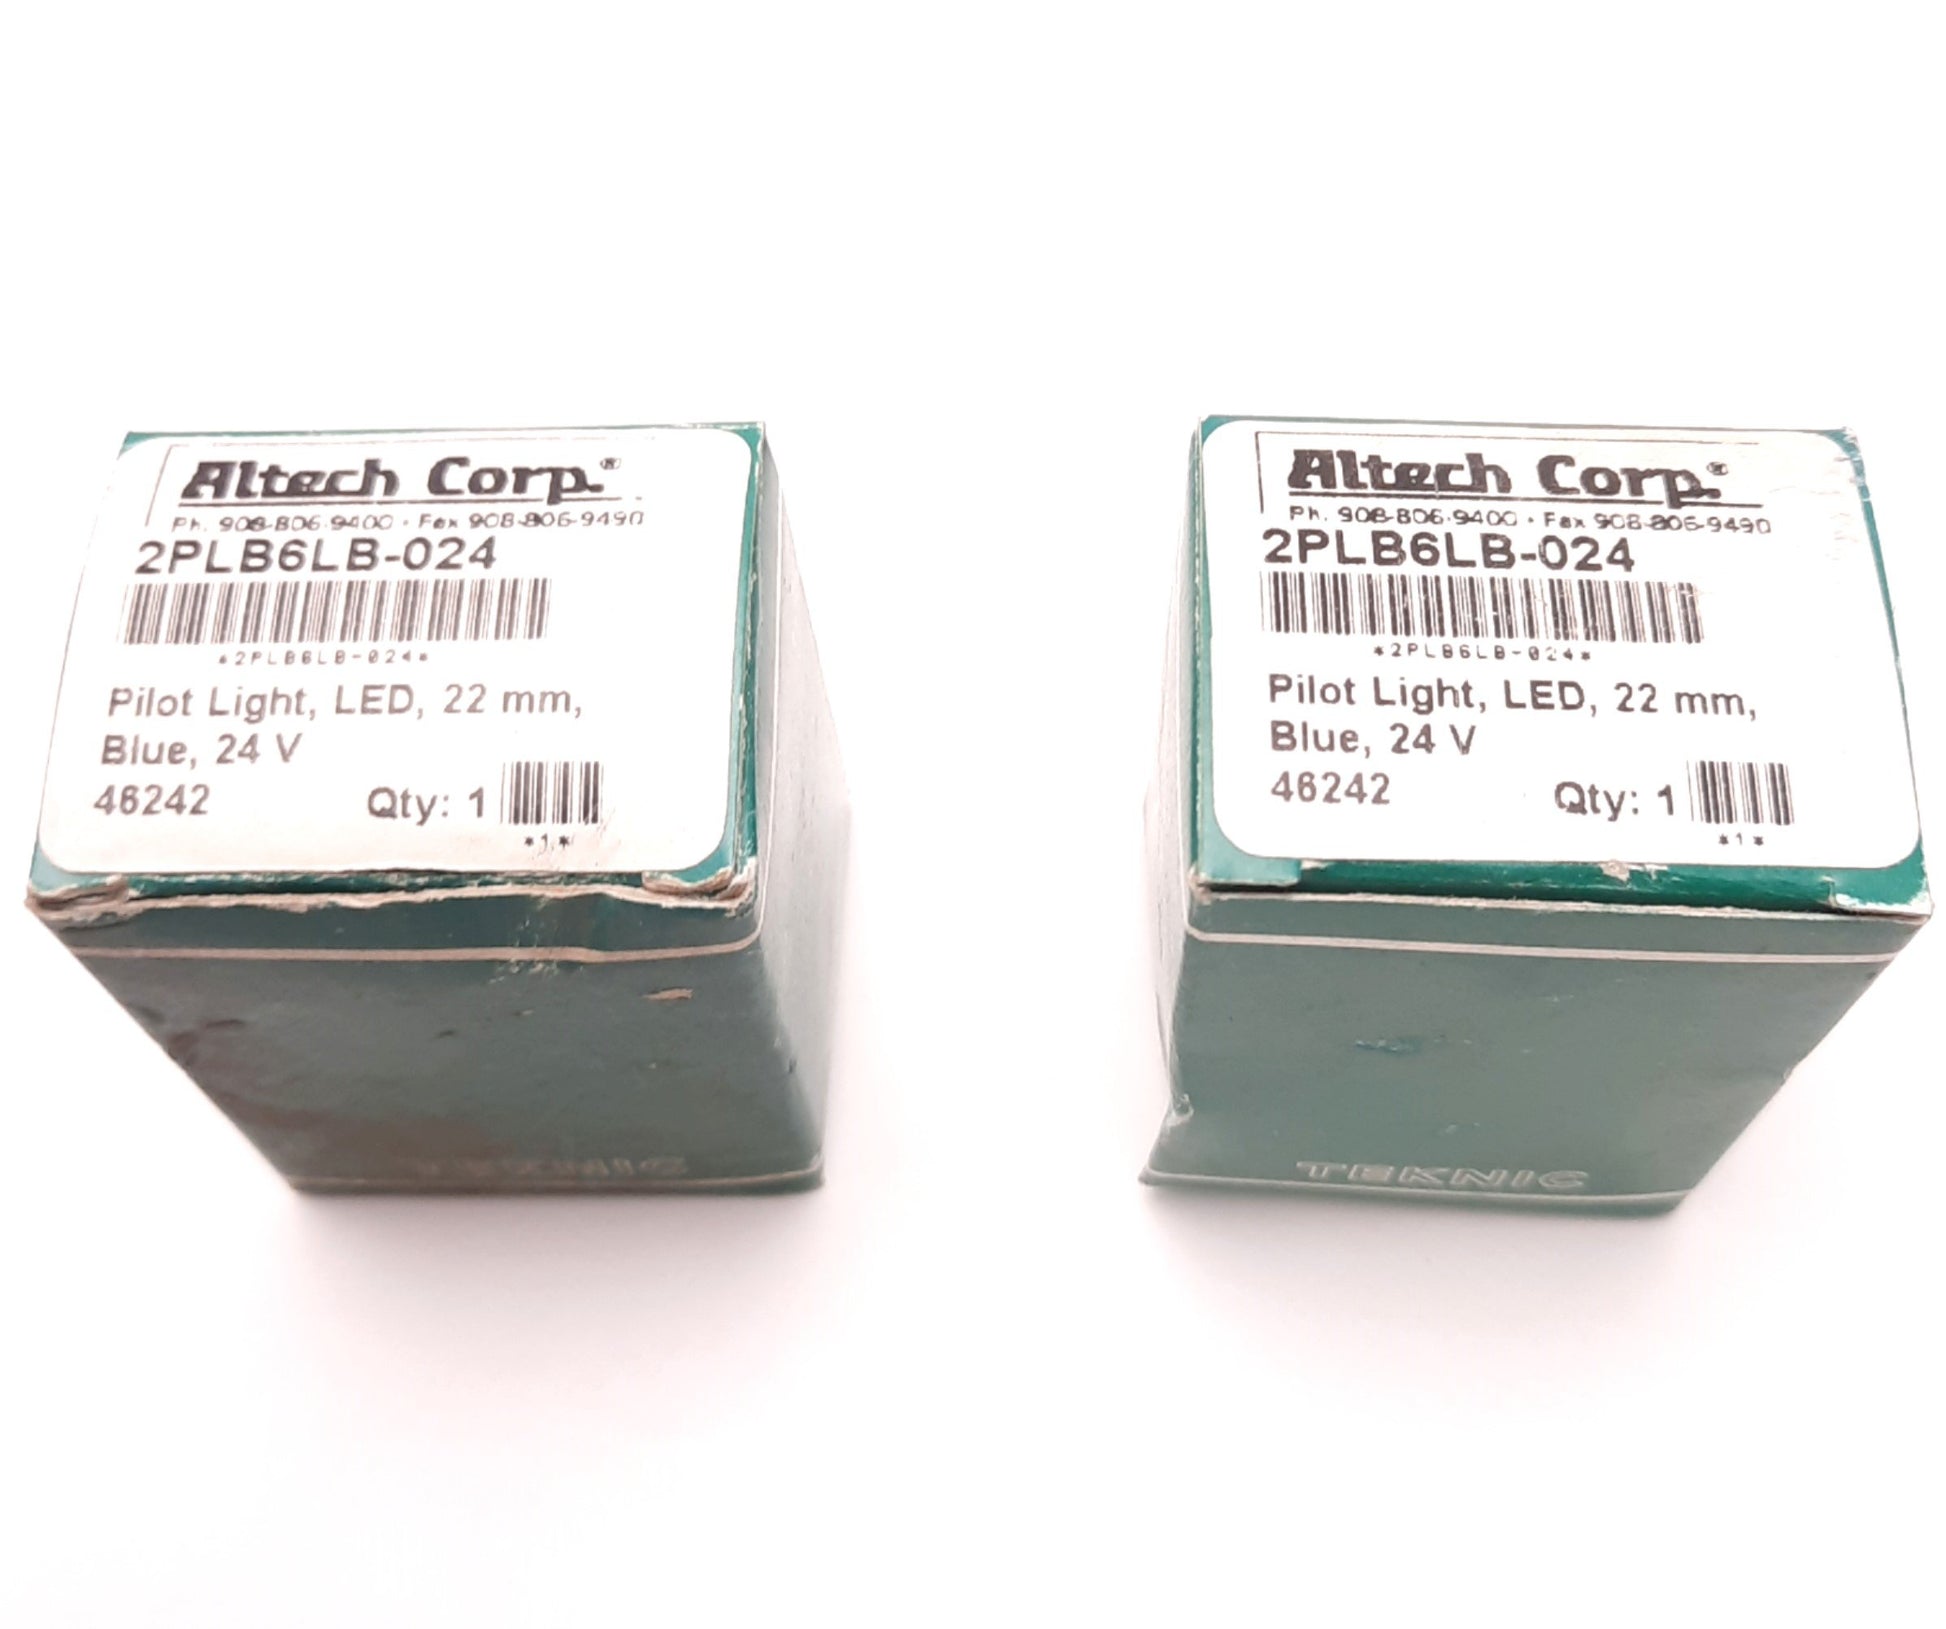 Altech Corp.®
Ph. 908-806-9400 • Fax 908-806-9490
2PLB6LB-024
*2PLB6LB-024*
Pilot Light, LED, 22 mm,
Blue, 24 V
46242 Qty: 1
*1*
TEKNIC
Altech Corp.®
Ph. 908-806-9400 • Fax 908-806-9490
2PLB6LB-024
*2PLB6LB-024*
Pilot Light, LED, 22 mm,
Blue, 24 V
46242 Qty: 1
*1*
TEKNIC